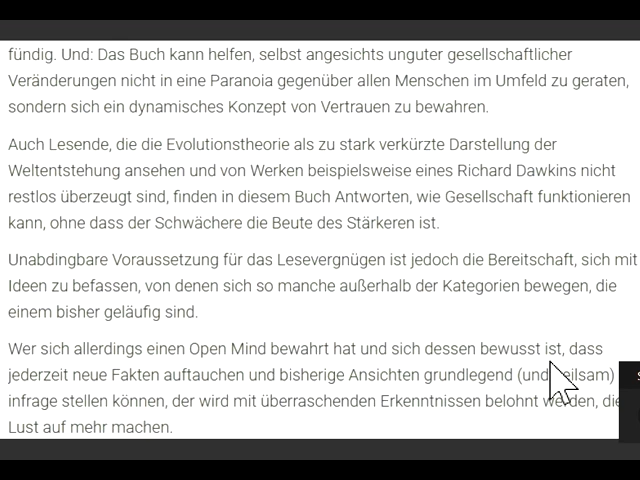 fündig. Und: Das Buch kann helfen, selbst angesichts unguter gesellschaftlicher
Veränderungen nicht in eine Paranoia gegenüber allen Menschen im Umfeld zu geraten,
sondern sich ein dynamisches Konzept von Vertrauen zu bewahren.
Auch Lesende, die die Evolutionstheorie als zu stark verkürzte Darstellung der
Weltentstehung ansehen und von Werken beispielsweise eines Richard Dawkins nicht
restlos überzeugt sind, finden in diesem Buch Antworten, wie Gesellschaft funktionieren
kann, ohne dass der Schwächere die Beute des Stärkeren ist.
Unabdingbare Voraussetzung für das Lesevergnügen ist jedoch die Bereitschaft, sich mit
Ideen zu befassen, von denen sich so manche außerhalb der Kategorien bewegen, die
einem bisher geläufig sind.
Wer sich allerdings einen Open Mind bewahrt hat und sich dessen bewusst ist, dass
jederzeit neue Fakten auftauchen und bisherige Ansichten grundlegend (und heilsam)
infrage stellen können, der wird mit überraschenden Erkenntnissen belohnt werden, die
Lust auf mehr machen.